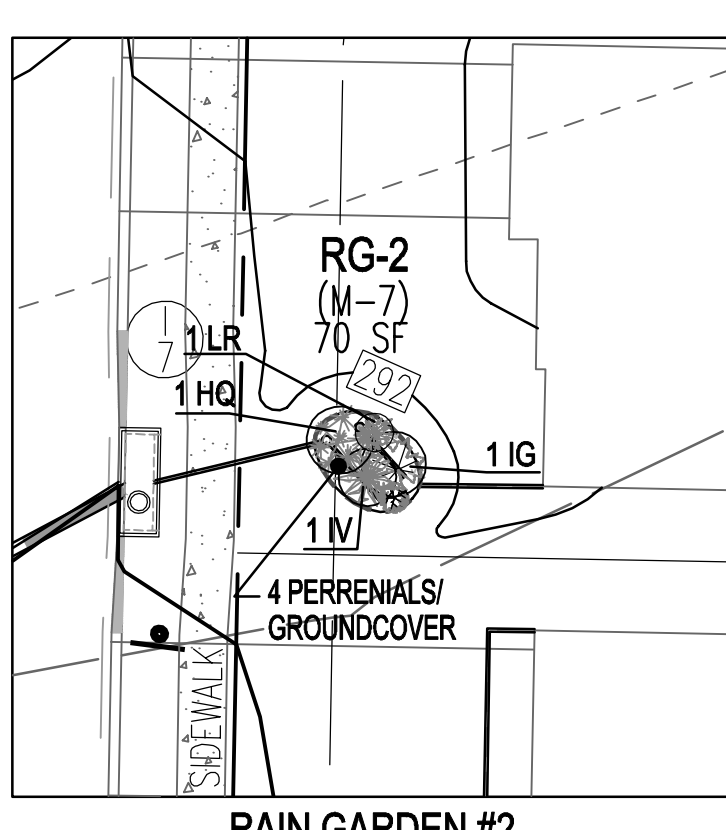 RG-2
(M-7)
70 SF
I
7
1 LR
292
1 HQ
1 IG
1 IV
4 PERRENIALS/
GROUNDCOVER
SIDEWALK
RAIN GARDEN #2